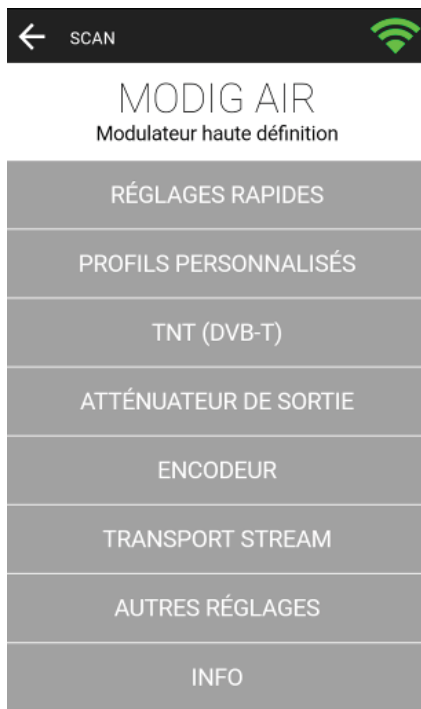 SCAN
MODIG AIR
Modulateur haute définition
RÉGLAGES RAPIDES
PROFILS PERSONNALISÉS
TNT (DVB-T)
ATTÉNUATEUR DE SORTIE
ENCODEUR
TRANSPORT STREAM
AUTRES RÉGLAGES
INFO